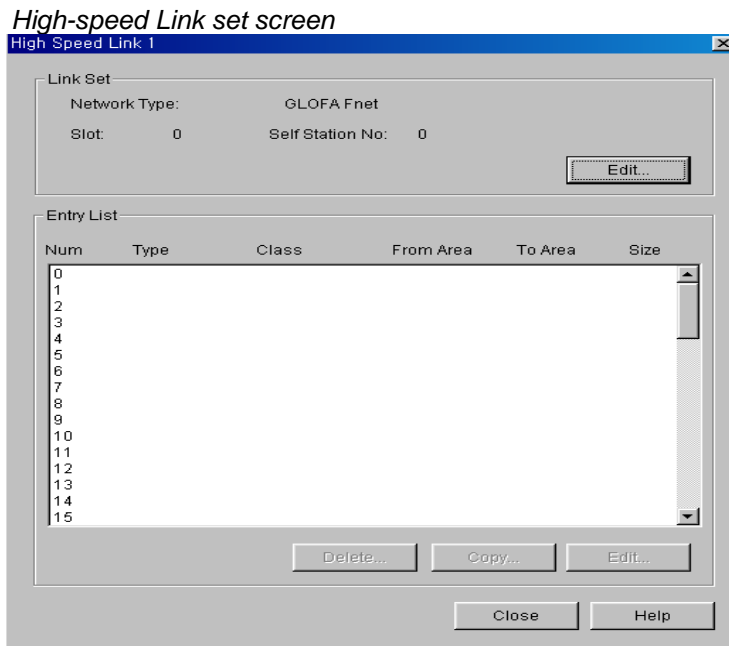 High-speed Link set screen
High Speed Link 1
Link Set
Network Type: GLOFA Fnet
Slot: 0 Self Station No: 0
Edit...
Entry List
Num Type Class From Area To Area Size
0
1
2
3
4
5
6
7
8
9
10
11
12
13
14
15
Delete... Copy... Edit...
Close Help